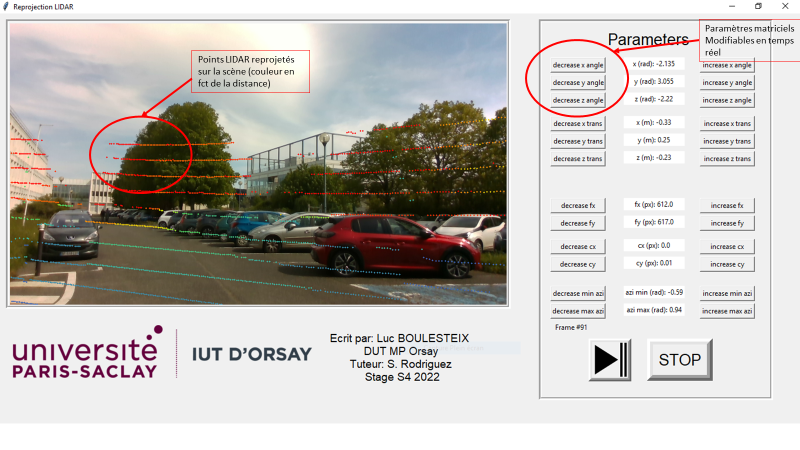 Reprojection LIDAR
Points LIDAR reprojetés
sur la scène (couleur en
fct de la distance)
Paramètres matriciels
Modifiables en temps
réel
Parameters
decrease x angle x (rad): -2.135 increase x angle
decrease y angle y (rad): 3.055 increase y angle
decrease z angle z (rad): -2.22 increase z angle
decrease x trans x (m): -0.33 increase x trans
decrease y trans y (m): 0.25 increase y trans
decrease z trans z (m): -0.23 increase z trans
decrease fx fx (px): 612.0 increase fx
decrease fy fy (px): 617.0 increase fy
decrease cx cx (px): 0.0 increase cx
decrease cy cy (px): 0.01 increase cy
decrease min azi azi min (rad): -0.59 increase min azi
decrease max azi azi max (rad): 0.94 increase max azi
Frame #91
STOP
université
PARIS-SACLAY
IUT D'ORSAY
Ecrit par: Luc BOULESTEIX
DUT MP Orsay
Tuteur: S. Rodriguez
Stage S4 2022